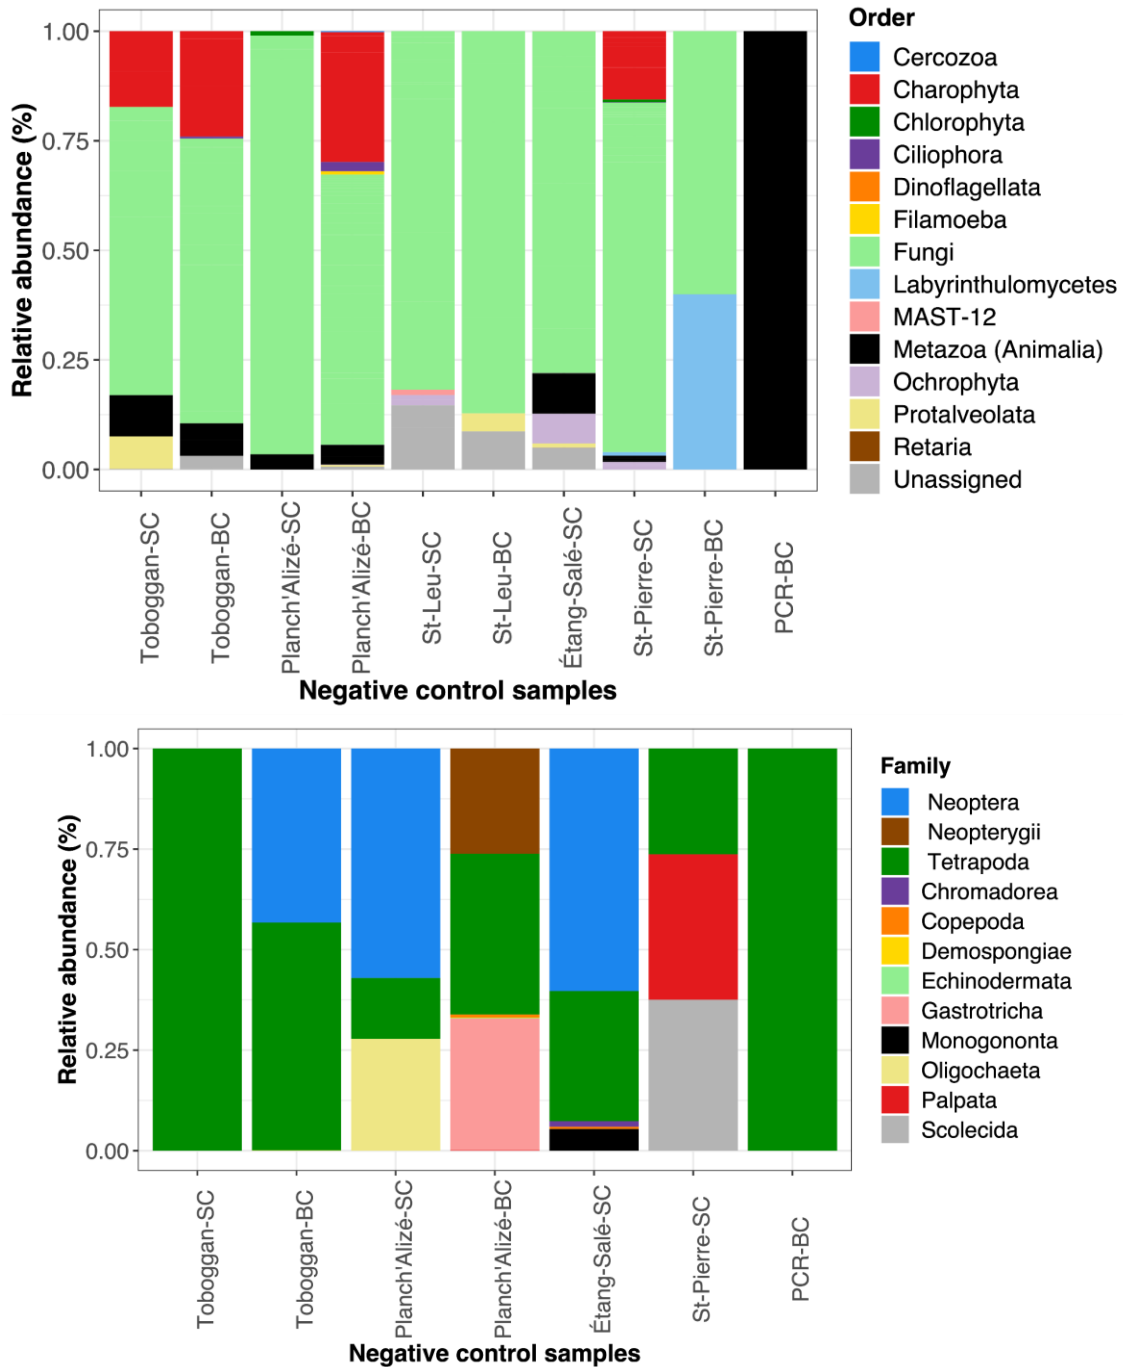 Order
1.00
0.75
0.50
0.25
0.00
Relative abundance (%)
Cercozoa
Charophyta
Chlorophyta
Ciliophora
Dinoflagellata
Filamoeba
Fungi
Labyrinthulomycetes
MAST-12
Metazoa (Animalia)
Ochrophyta
Protalveolata
Retaria
Unassigned
Toboggan-SC
Toboggan-BC
Planch'Alizé-SC
Planch'Alizé-BC
St-Leu-SC
St-Leu-BC
Étang-Salé-SC
St-Pierre-SC
St-Pierre-BC
PCR-BC
Negative control samples
1.00
0.75
0.50
0.25
0.00
Relative abundance (%)
Family
Neoptera
Neopterygii
Tetrapoda
Chromadorea
Copepoda
Demospongiae
Echinodermata
Gastrotricha
Monogononta
Oligochaeta
Palpata
Scolecida
Toboggan-SC
Toboggan-BC
Planch'Alizé-SC
Planch'Alizé-BC
Étang-Salé-SC
St-Pierre-SC
PCR-BC
Negative control samples